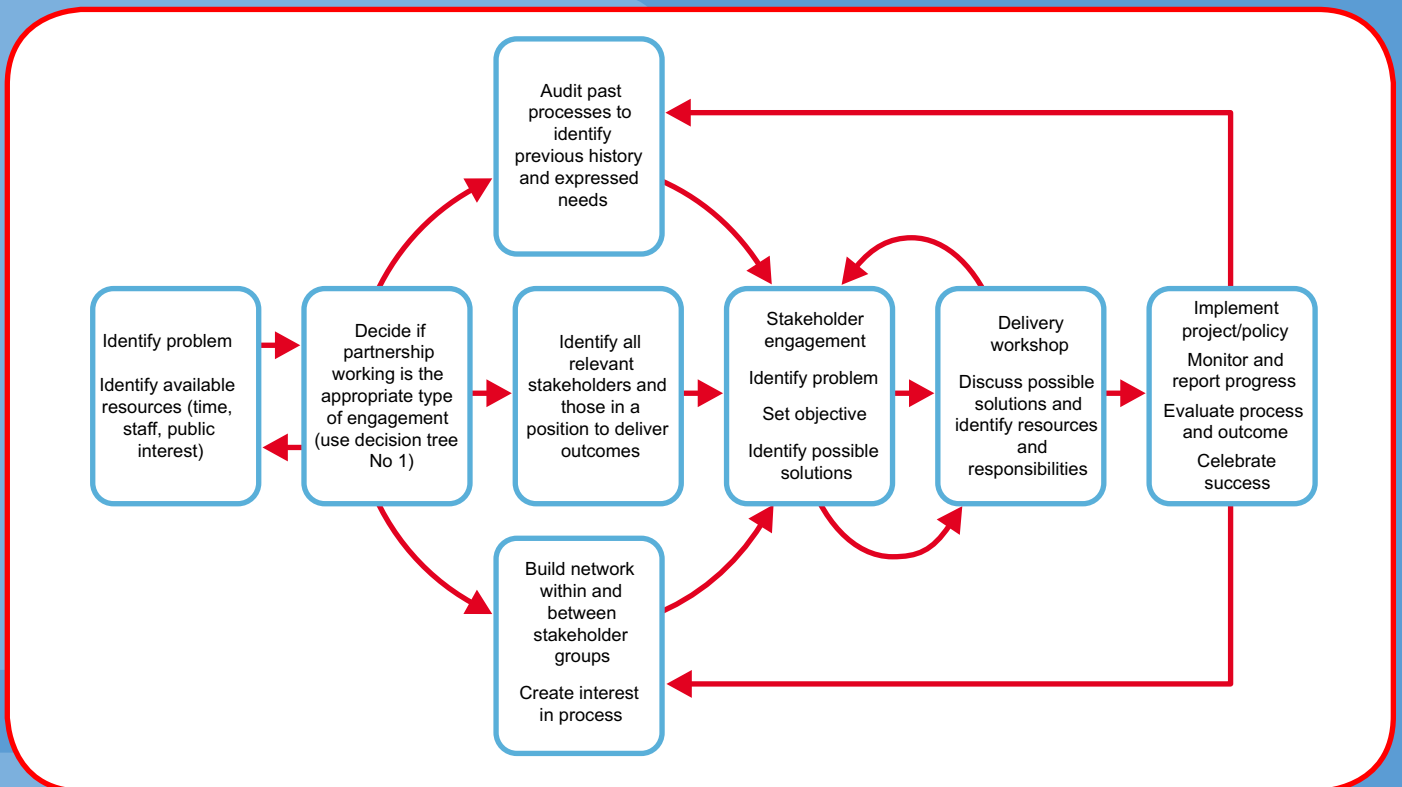 Audit past
processes to
identify
previous history
and expressed
needs
Identify problem
Identify available
resources (time,
staff, public
interest)
Decide if
partnership
working is the
appropriate type
of engagement
(use decision tree
No 1)
Identify all
relevant
stakeholders and
those in a
position to deliver
outcomes
Stakeholder
engagement
Identify problem
Set objective
Identify possible
solutions
Delivery
workshop
Discuss possible
solutions and
identify resources
and
responsibilities
Implement
project/policy
Monitor and
report progress
Evaluate process
and outcome
Celebrate
success
Build network
within and
between
stakeholder
groups
Create interest
in process